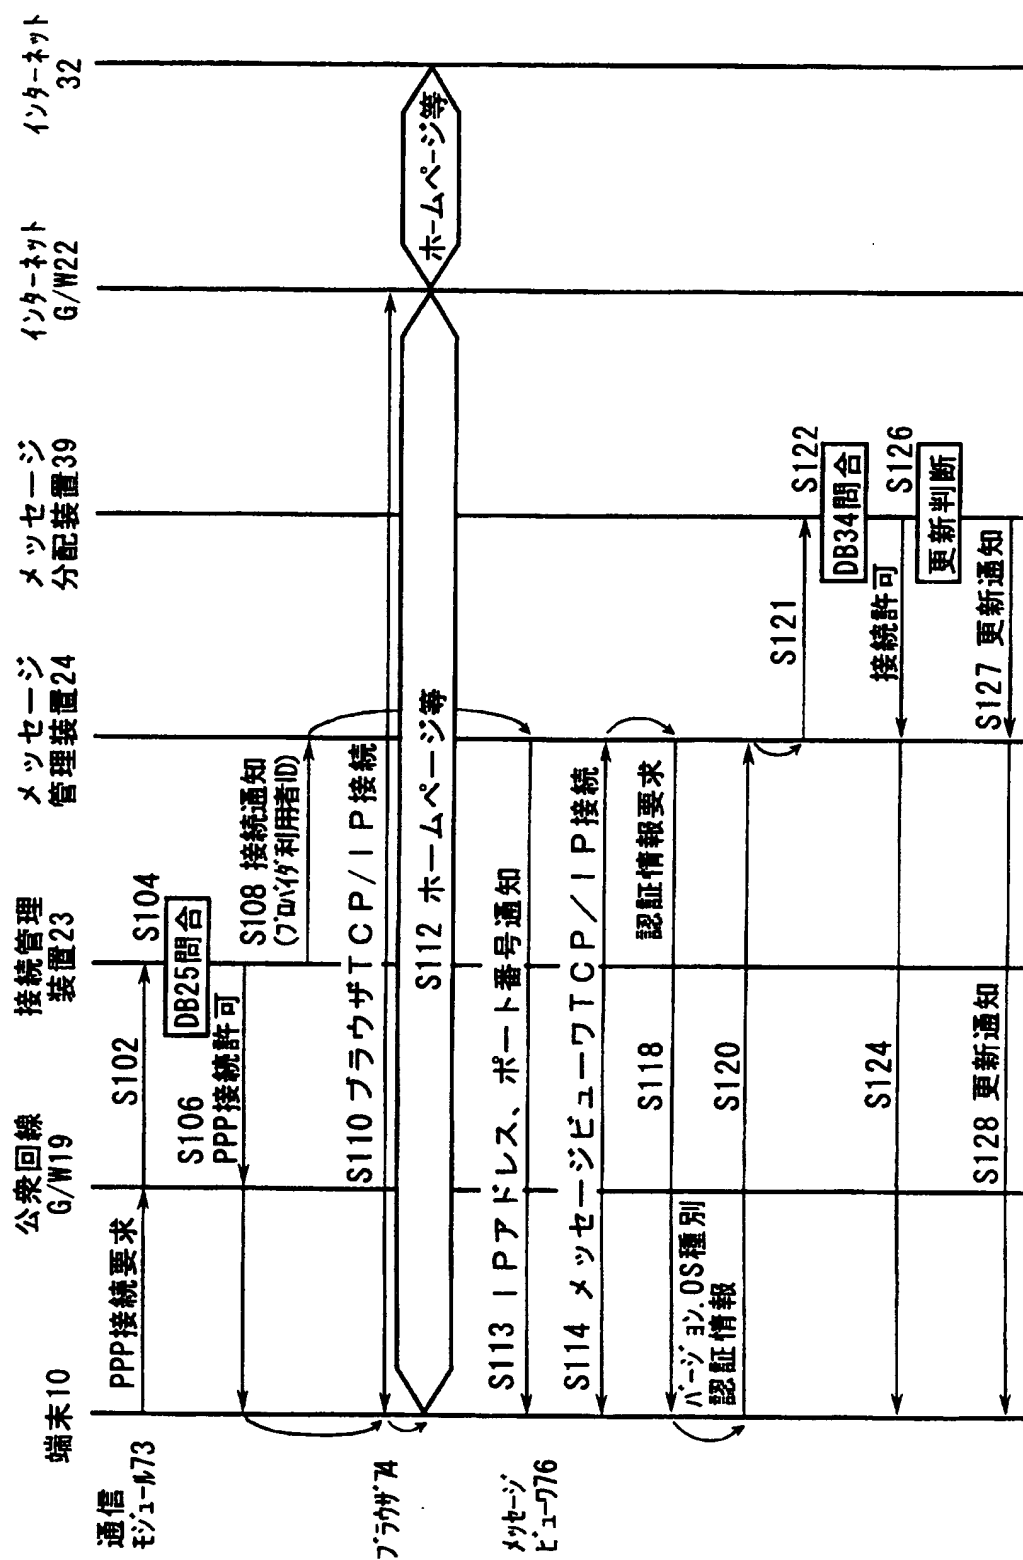 端末10
公衆回線
G/W19
接続管理
装置23
メッセージ
管理装置24
メッセージ
分配装置39
インターネット
G/W22
インターネット
32
通信
モジュール73
PPP接続要求
S102
S104
DB25問合
S106
PPP接続許可
S108 接続通知
(プロバイダ利用者ID)
ブラウザ74
S110 ブラウザTCP/IP接続
S112 ホームページ等
ホームページ等
メッセージ
ビューワ76
S113 IPアドレス、ポート番号通知
S114 メッセージビューワTCP/IP接続
認証情報要求
S118
バージョン.OS種別
認証情報
S120
S121
S122
DB34問合
接続許可
S124
S126
更新判断
S127 更新通知
S128 更新通知